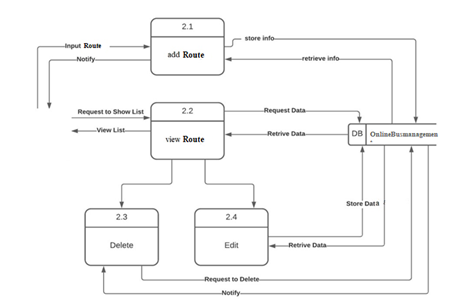 2.1
store info
Input Route
add Route
Notify
retrieve info
2.2
Request to Show List
Request Data
DB
OnlineBusmanagemen
View List
view Route
Retrive Data
Store Data
2.3
2.4
Delete
Edit
Retrive Data
Request to Delete
Notify